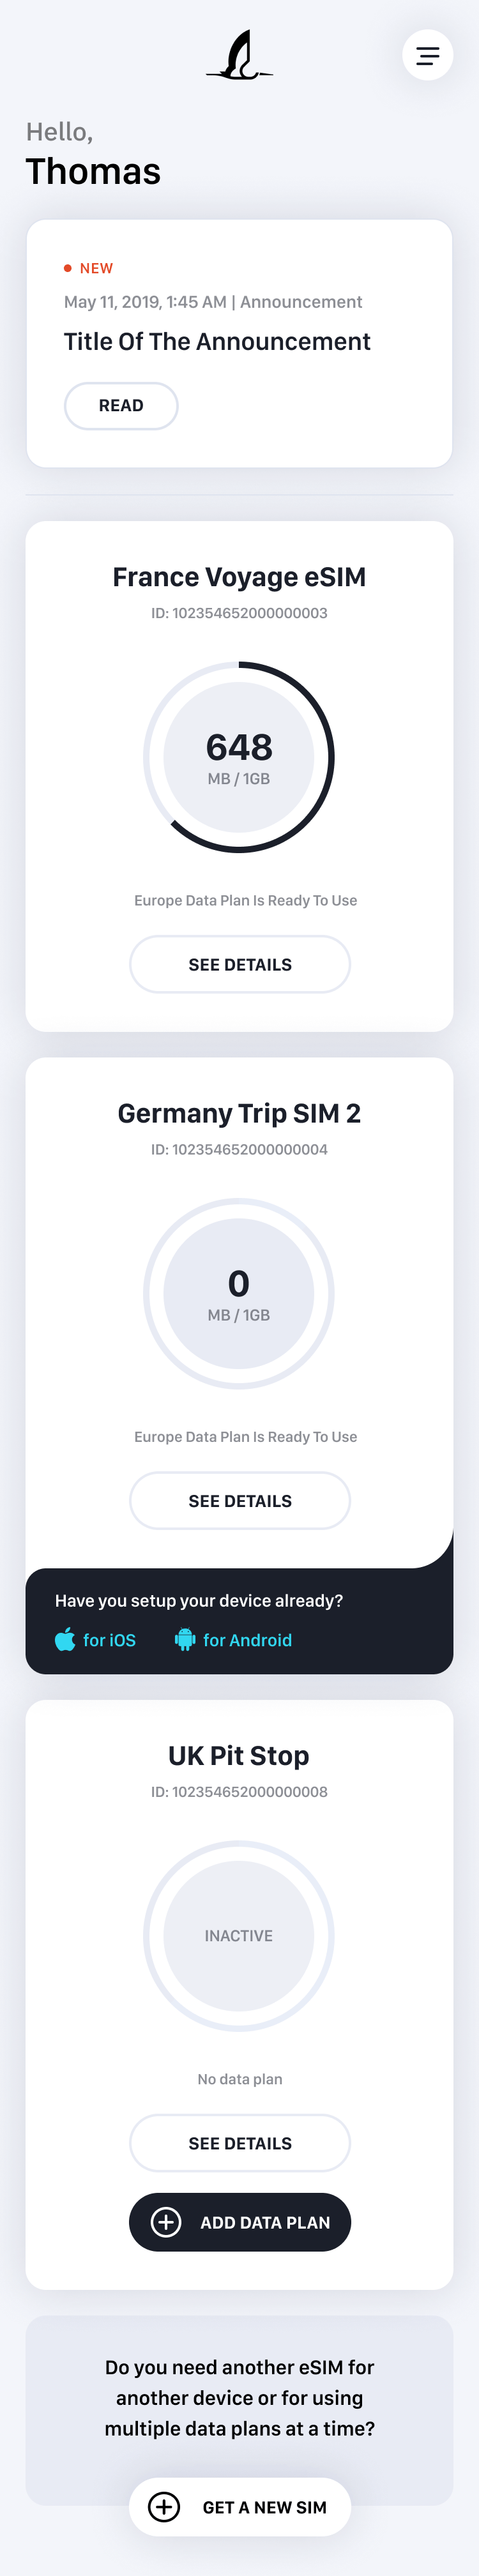 Hello,
Thomas
NEW
May 11, 2019, 1:45 AM | Announcement
Title Of The Announcement
READ
France Voyage eSIM
ID: 102354652000000003
648
MB / 1GB
Europe Data Plan Is Ready To Use
SEE DETAILS
Germany Trip SIM 2
ID: 102354652000000004
0
MB / 1GB
Europe Data Plan Is Ready To Use
SEE DETAILS
Have you setup your device already?
for iOS for Android
UK Pit Stop
ID: 102354652000000008
INACTIVE
No data plan
SEE DETAILS
ADD DATA PLAN
Do you need another eSIM for
another device or for using
multiple data plans at a time?
GET A NEW SIM